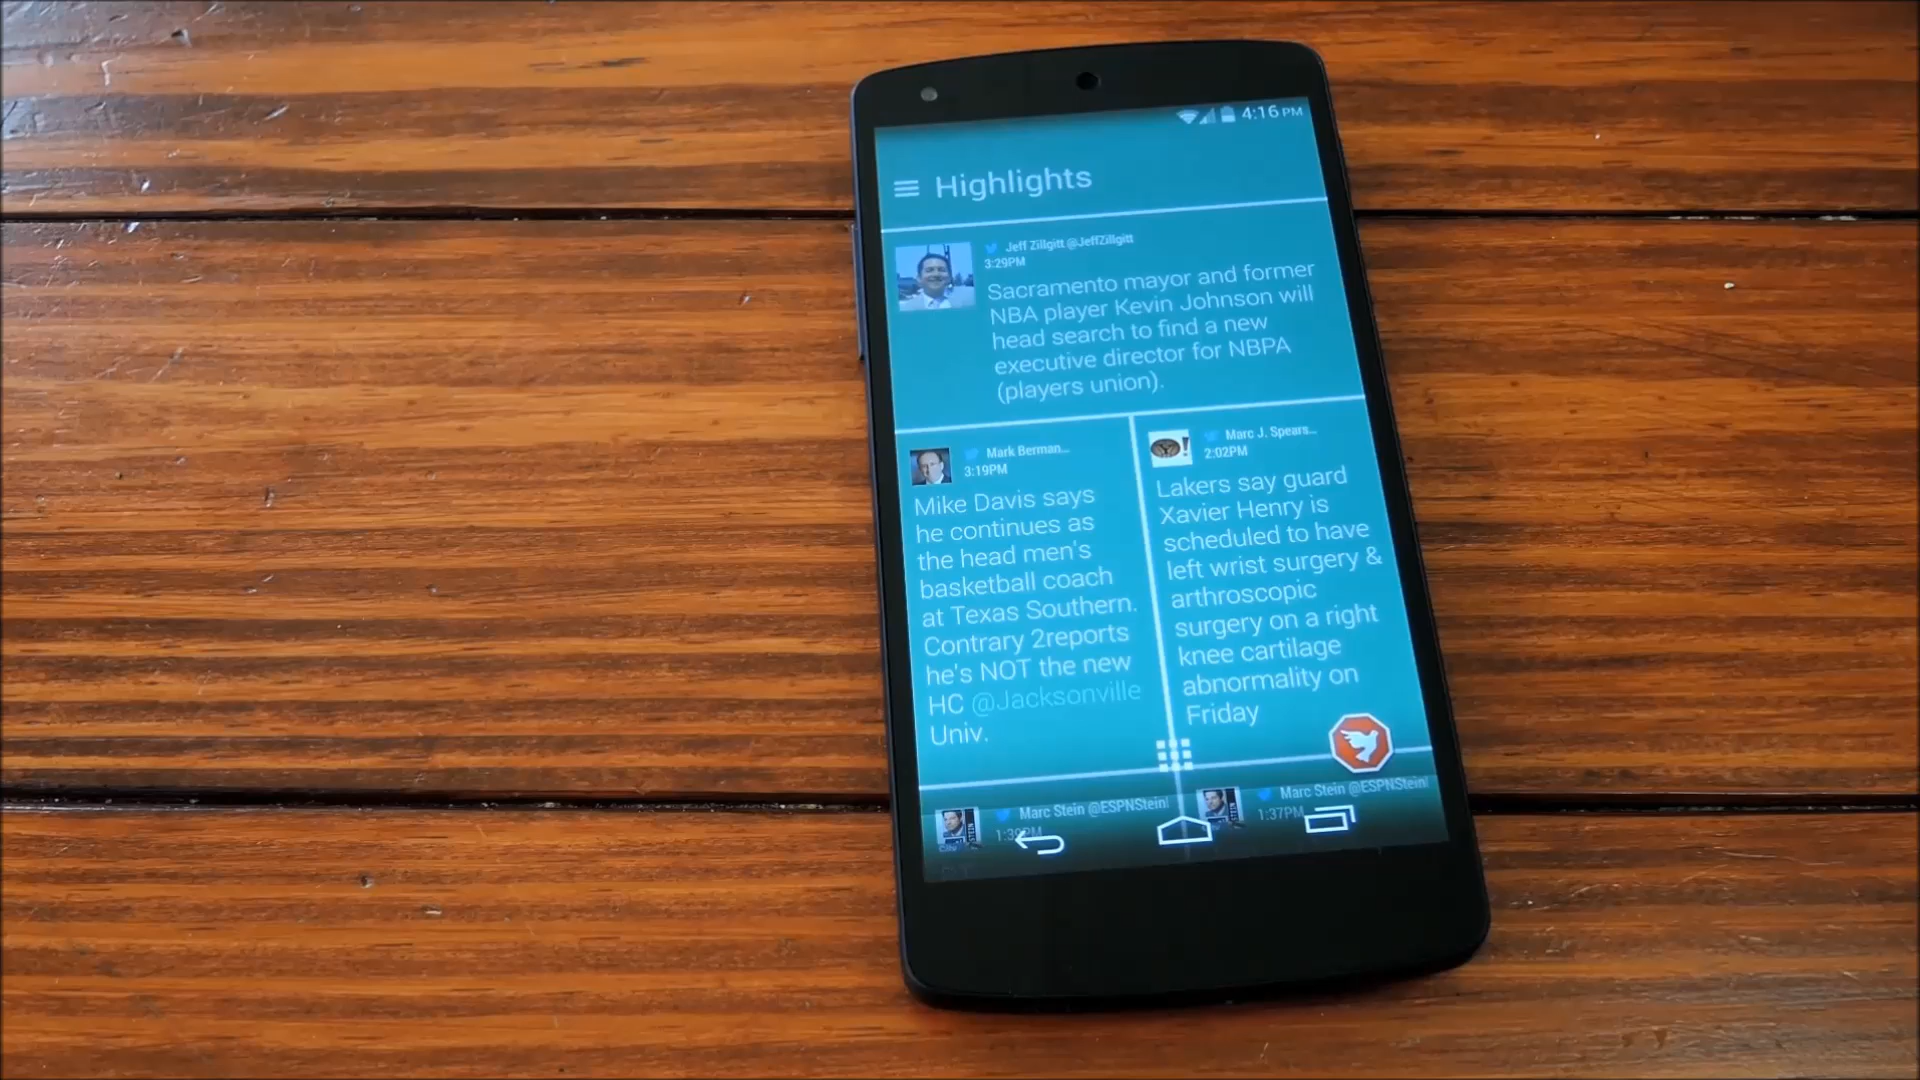 4:16 PM
Highlights
Jeff Zillgitt @JeffZillgitt
3:29PM
Sacramento mayor and former
NBA player Kevin Johnson will
head search to find a new
executive director for NBPA
(players union).
Mark Berman...
3:19PM
Mike Davis says
he continues as
the head men's
basketball coach
at Texas Southern.
Contrary 2reports
he's NOT the new
HC @Jacksonville
Univ.
Marc J. Spears...
2:02PM
Lakers say guard
Xavier Henry is
scheduled to have
left wrist surgery &
arthroscopic
surgery on a right
knee cartilage
abnormality on
Friday
Marc Stein @ESPNStein
Marc Stein @ESPNStein
1:37PM